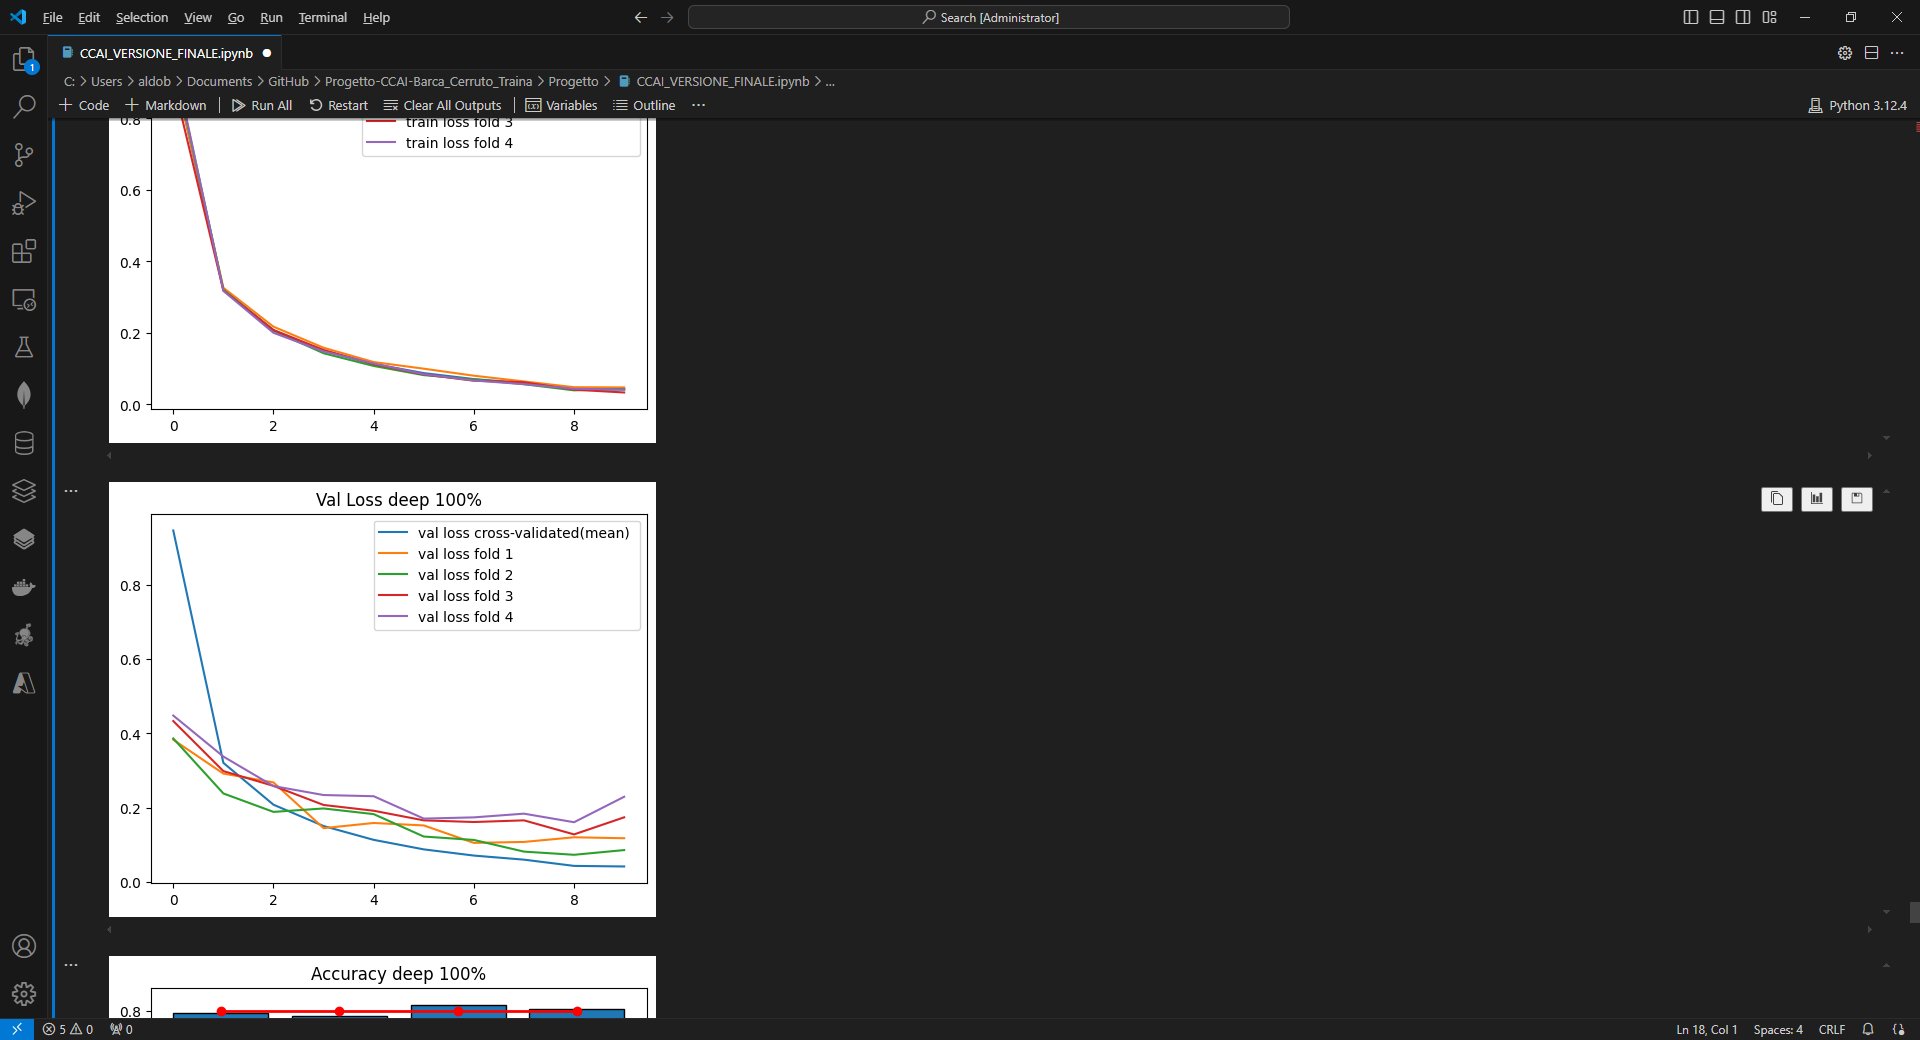 File Edit Selection View Go Run Terminal Help
Search [Administrator]
CCAI_VERSIONE_FINALE.ipynb
C: > Users > aldob > Documents > GitHub > Progetto-CCAI-Barca_Cerruto_Traina > Progetto > CCAI_VERSIONE_FINALE.ipynb > ...
Code Markdown Run All Restart Clear All Outputs Variables Outline ... Python 3.12.4
1
train loss fold 3
train loss fold 4
0.8
0.6
0.4
0.2
0.0
0 2 4 6 8
Val Loss deep 100%
val loss cross-validated(mean)
val loss fold 1
val loss fold 2
val loss fold 3
val loss fold 4
0.8
0.6
0.4
0.2
0.0
0 2 4 6 8
Accuracy deep 100%
0.8
5 0 0 Ln 18, Col 1 Spaces: 4 CRLF